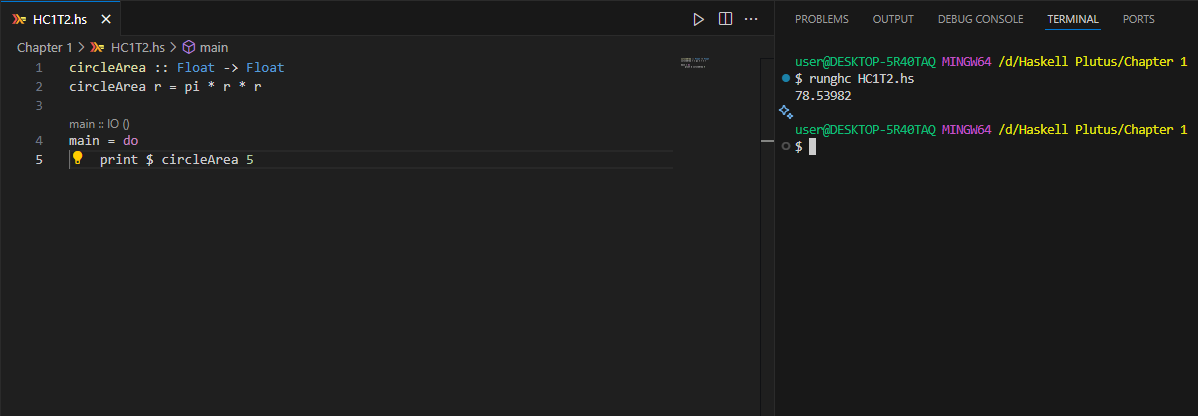 HC1T2.hs
Chapter 1 > HC1T2.hs > main
1 circleArea :: Float -> Float
2 circleArea r = pi * r * r
3
main :: IO ()
4 main = do
5 print $ circleArea 5
PROBLEMS OUTPUT DEBUG CONSOLE TERMINAL PORTS
user@DESKTOP-5R40TAQ MINGW64 /d/Haskell Plutus/Chapter 1
$ runghc HC1T2.hs
78.53982
user@DESKTOP-5R40TAQ MINGW64 /d/Haskell Plutus/Chapter 1
$